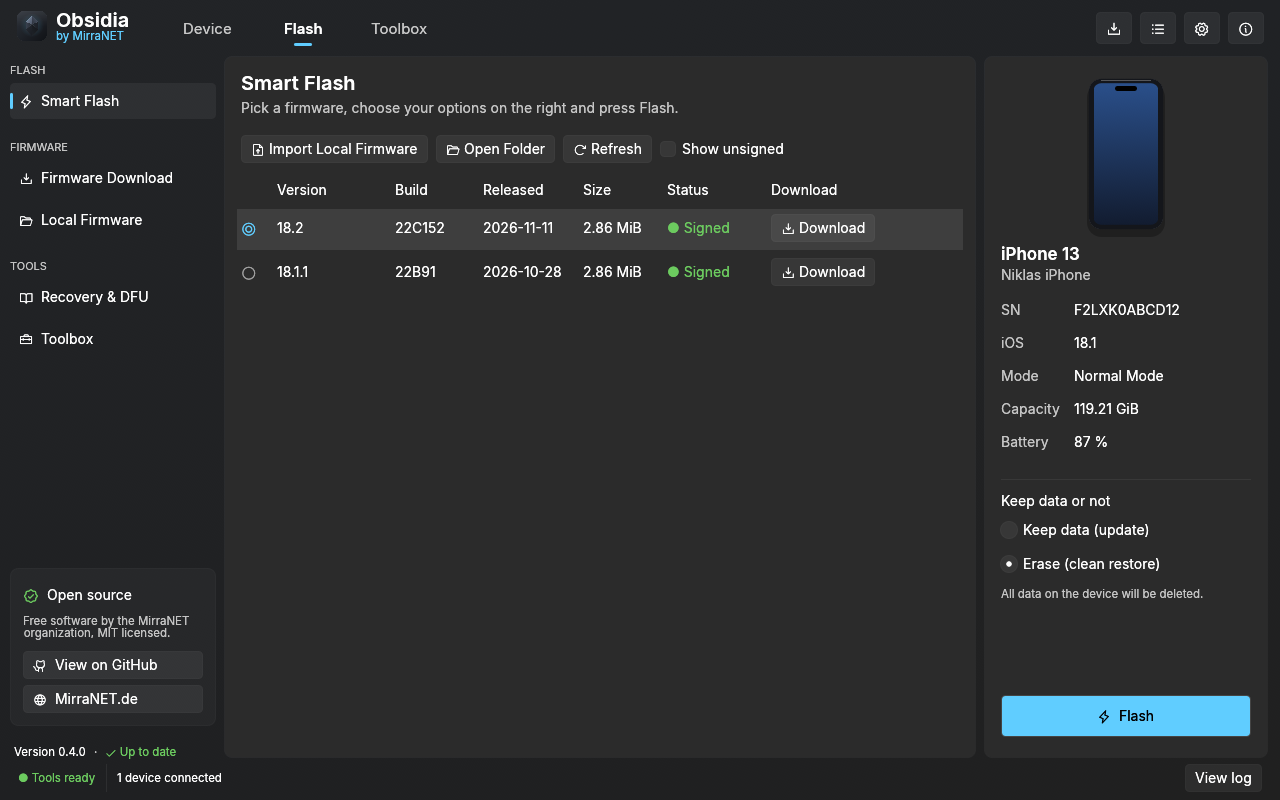 Obsidia
by MirraNET
Device
Flash
Toolbox
FLASH
Smart Flash
FIRMWARE
Firmware Download
Local Firmware
TOOLS
Recovery & DFU
Toolbox
Open source
Free software by the MirraNET
organization, MIT licensed.
View on GitHub
MirraNET.de
Version 0.4.0 · Up to date
Tools ready
1 device connected
Smart Flash
Pick a firmware, choose your options on the right and press Flash.
Import Local Firmware
Open Folder
Refresh
Show unsigned
Version Build Released Size Status Download
18.2 22C152 2026-11-11 2.86 MiB Signed Download
18.1.1 22B91 2026-10-28 2.86 MiB Signed Download
iPhone 13
Niklas iPhone
SN F2LXK0ABCD12
iOS 18.1
Mode Normal Mode
Capacity 119.21 GiB
Battery 87 %
Keep data or not
Keep data (update)
Erase (clean restore)
All data on the device will be deleted.
Flash
View log